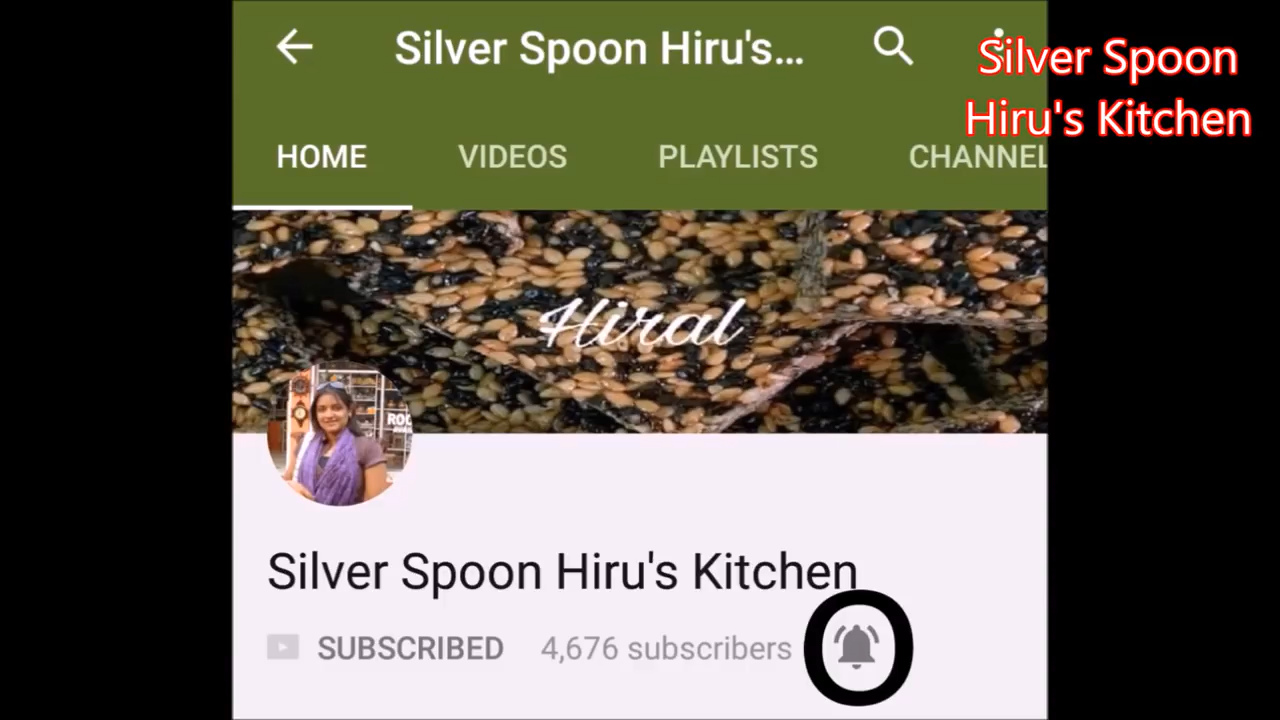 Silver Spoon Hiru's...
Silver Spoon
Hiru's Kitchen
HOME VIDEOS PLAYLISTS CHANNEL
Hiral
ROC
Silver Spoon Hiru's Kitchen
SUBSCRIBED 4,676 subscribers